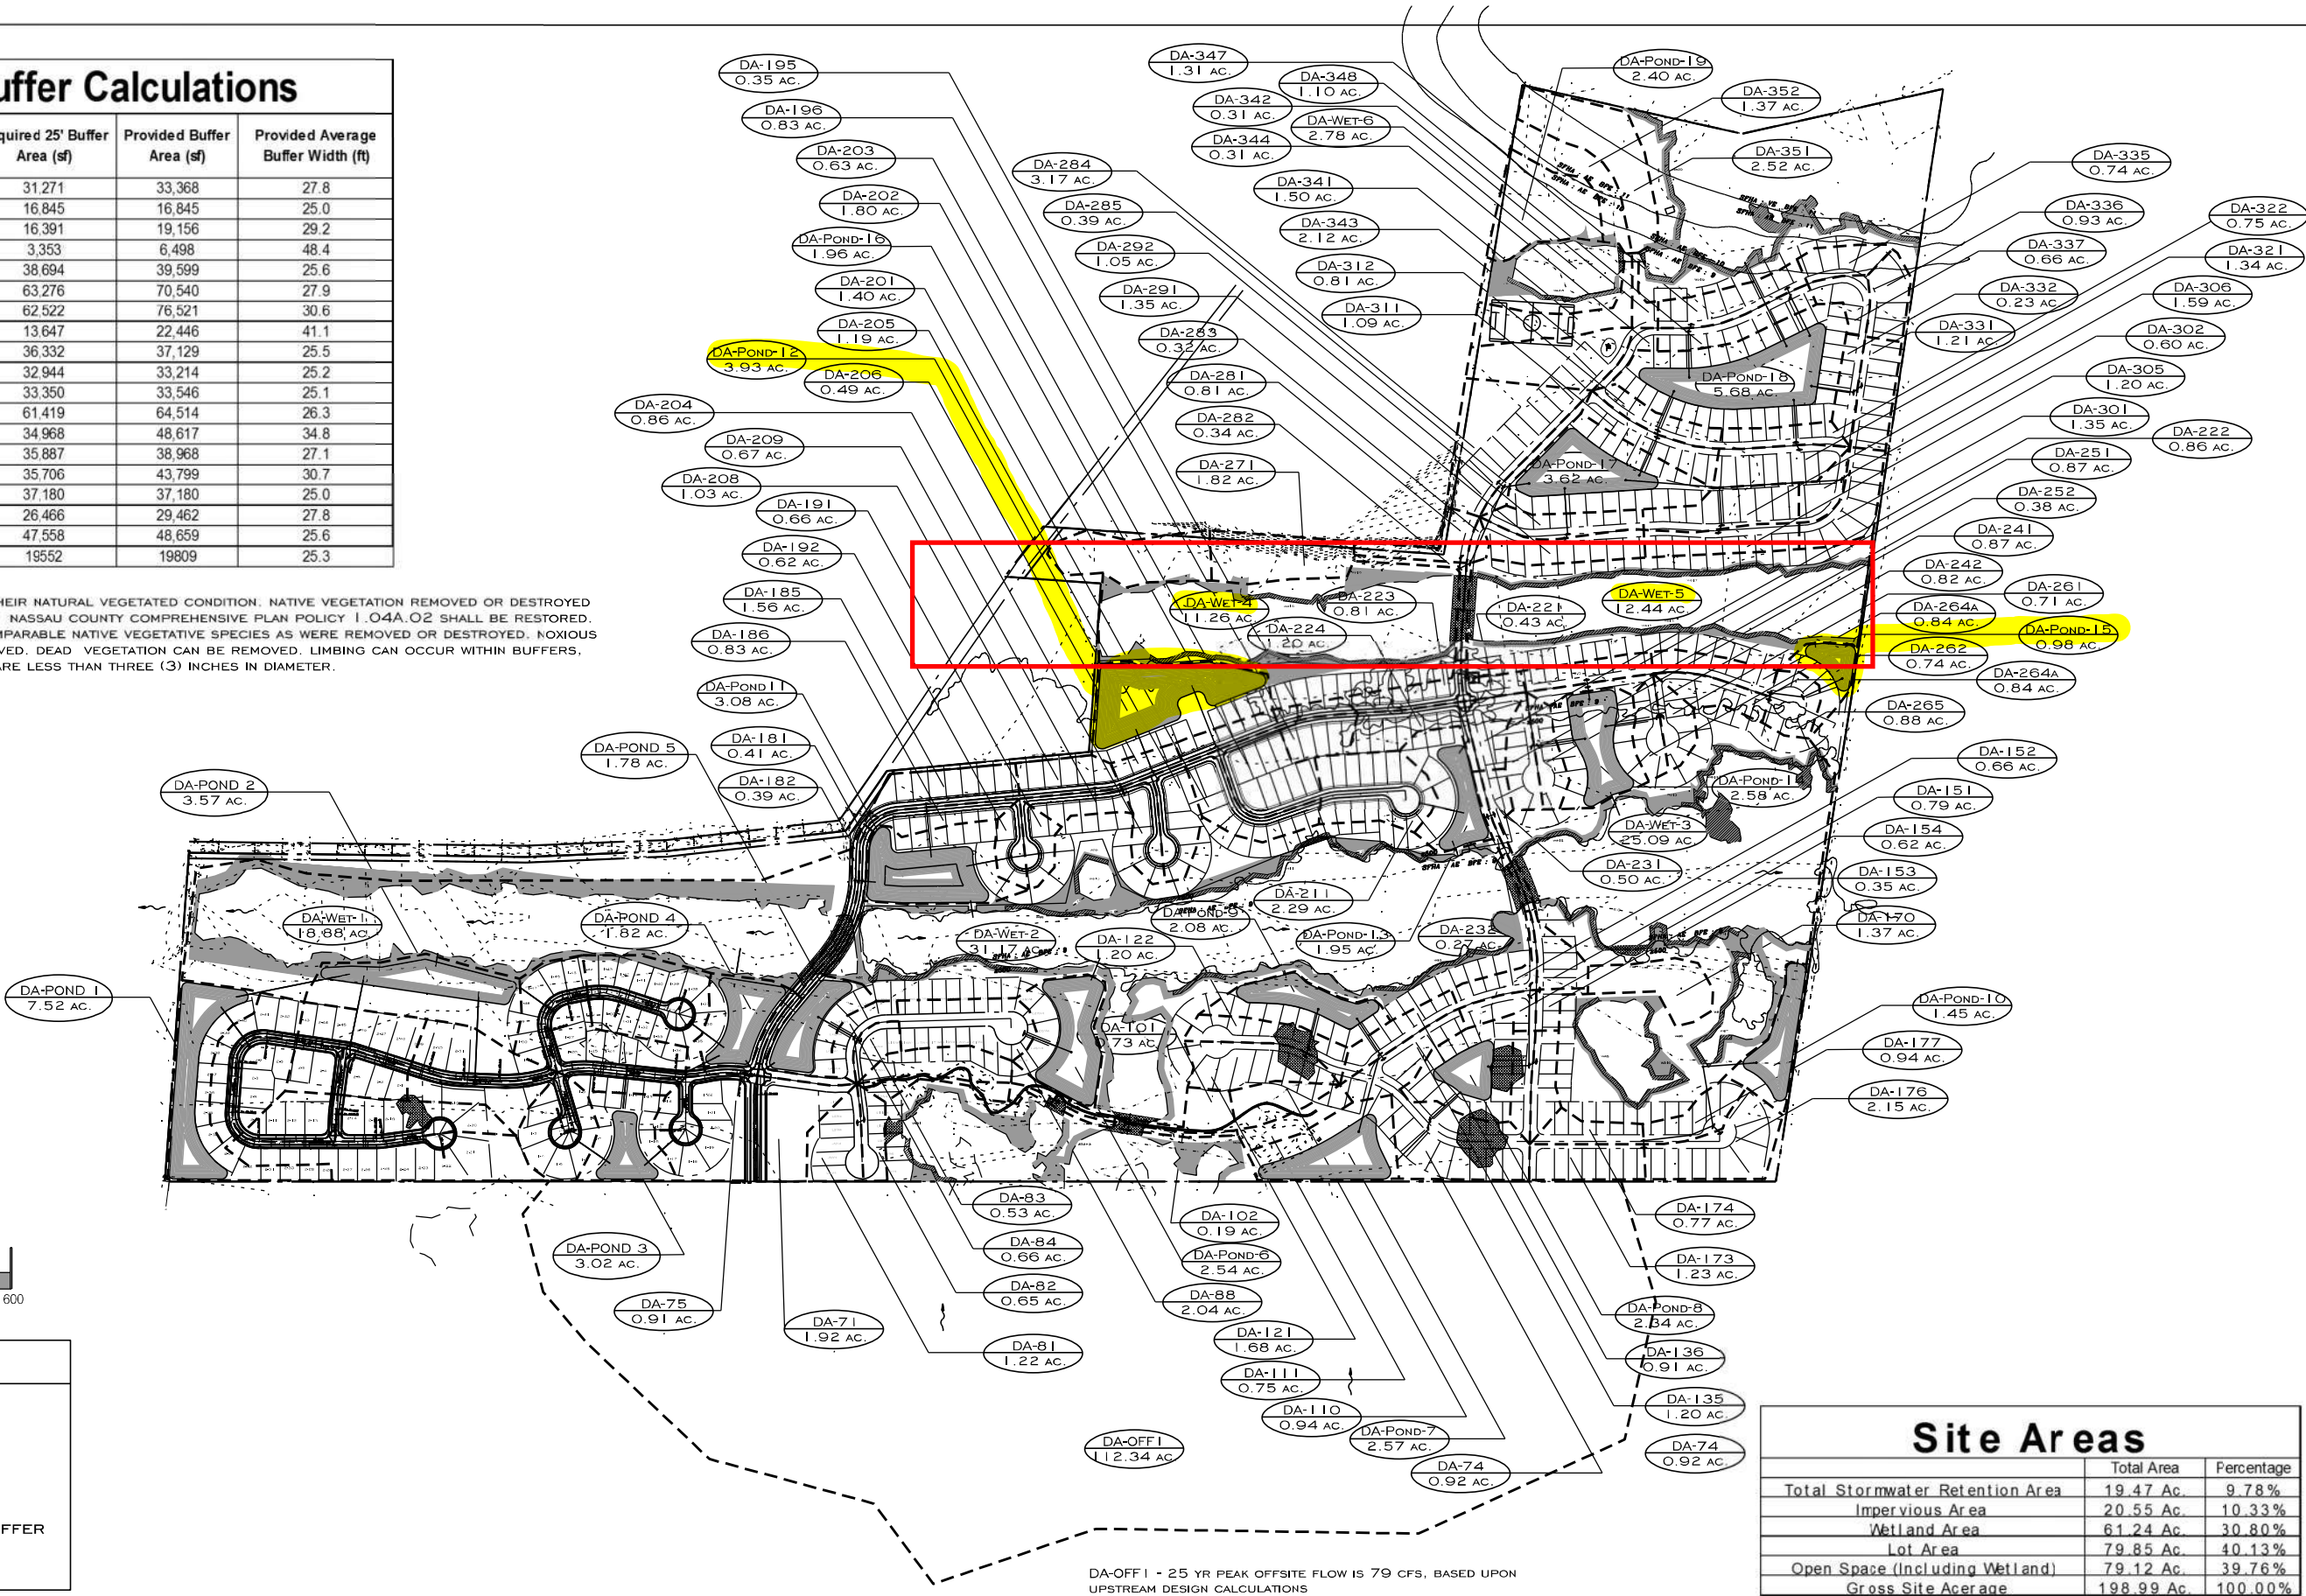 uffer Calculations
quired 25' Buffer Area (sf) Provided Buffer Area (sf) Provided Average Buffer Width (ft)
31,271 33,368 27.8
16,845 16,845 25.0
16,391 19,156 29.2
3,353 6,498 48.4
38,694 39,599 25.6
63,276 70,540 27.9
62,522 76,521 30.6
13,647 22,446 41.1
36,332 37,129 25.5
32,944 33,214 25.2
33,350 33,546 25.1
61,419 64,514 26.3
34,968 48,617 34.8
35,887 38,968 27.1
35,706 43,799 30.7
37,180 37,180 25.0
26,466 29,462 27.8
47,558 48,659 25.6
19552 19809 25.3
HEIR NATURAL VEGETATED CONDITION. NATIVE VEGETATION REMOVED OR DESTROYED
NASSAU COUNTY COMPREHENSIVE PLAN POLICY 1.04A.02 SHALL BE RESTORED.
MPARABLE NATIVE VEGETATIVE SPECIES AS WERE REMOVED OR DESTROYED. NOXIOUS
VED. DEAD VEGETATION CAN BE REMOVED. LIMBING CAN OCCUR WITHIN BUFFERS,
ARE LESS THAN THREE (3) INCHES IN DIAMETER.
DA-195
0.35 AC.
DA-196
0.83 AC.
DA-203
0.63 AC.
DA-202
1.80 AC.
DA-POND-16
1.96 AC.
DA-201
1.40 AC.
DA-205
1.19 AC.
DA-POND-12
3.93 AC.
DA-206
0.49 AC.
DA-204
0.86 AC.
DA-209
0.67 AC.
DA-208
1.03 AC.
DA-191
0.66 AC.
DA-192
0.62 AC.
DA-185
1.56 AC.
DA-186
0.83 AC.
DA-POND 11
3.08 AC.
DA-181
0.41 AC.
DA-182
0.39 AC.
DA-POND 5
1.78 AC.
DA-POND 2
3.57 AC.
DA-347
1.31 AC.
DA-348
1.10 AC.
DA-342
0.31 AC.
DA-WET-6
2.78 AC.
DA-344
0.31 AC.
DA-284
3.17 AC.
DA-341
1.50 AC.
DA-285
0.39 AC.
DA-343
2.12 AC.
DA-292
1.05 AC.
DA-312
0.81 AC.
DA-291
1.35 AC.
DA-311
1.09 AC.
DA-283
0.32 AC.
DA-281
0.81 AC.
DA-282
0.34 AC.
DA-271
1.82 AC.
DA-POND-19
2.40 AC.
DA-352
1.37 AC.
DA-351
2.52 AC.
DA-335
0.74 AC.
DA-336
0.93 AC.
DA-322
0.75 AC.
DA-337
0.66 AC.
DA-321
1.34 AC.
DA-332
0.23 AC.
DA-306
1.59 AC.
DA-331
1.21 AC.
DA-302
0.60 AC.
DA-305
1.20 AC.
DA-301
1.35 AC.
DA-222
0.86 AC.
DA-251
0.87 AC.
DA-252
0.38 AC.
DA-241
0.87 AC.
DA-242
0.82 AC.
DA-261
0.71 AC.
DA-264A
0.84 AC.
DA-POND-15
0.98 AC.
DA-262
0.74 AC.
DA-264A
0.84 AC.
DA-265
0.88 AC.
DA-POND-18
5.68 AC.
DA-POND-17
3.62 AC.
DA-WET-4
11.26 AC.
DA-223
0.81 AC.
DA-224
.20 AC.
DA-221
0.43 AC.
DA-WET-5
12.44 AC.
DA-152
0.66 AC.
DA-151
0.79 AC.
DA-154
0.62 AC.
DA-153
0.35 AC.
DA-170
1.37 AC.
DA-POND-1
2.58 AC.
DA-WET-3
25.09 AC.
DA-231
0.50 AC.
DA-211
2.29 AC.
DA-POND-9
2.08 AC.
DA-POND-13
1.95 AC.
DA-232
0.27 AC.
DA-WET-1
18.88 AC.
DA-POND 4
1.82 AC.
DA-WET-2
31.17 AC.
DA-122
1.20 AC.
DA-101
0.73 AC.
DA-POND 1
7.52 AC.
DA-POND-10
1.45 AC.
DA-177
0.94 AC.
DA-176
2.15 AC.
DA-174
0.77 AC.
DA-173
1.23 AC.
DA-POND-8
2.34 AC.
DA-136
0.91 AC.
DA-135
1.20 AC.
DA-74
0.92 AC.
DA-83
0.53 AC.
DA-84
0.66 AC.
DA-82
0.65 AC.
DA-81
1.22 AC.
DA-POND 3
3.02 AC.
DA-75
0.91 AC.
DA-71
1.92 AC.
DA-102
0.19 AC.
DA-POND-6
2.54 AC.
DA-88
2.04 AC.
DA-121
1.68 AC.
DA-111
0.75 AC.
DA-110
0.94 AC.
DA-POND-7
2.57 AC.
DA-74
0.92 AC.
DA-OFF1
112.34 AC
600
FFER
DA-OFF1 - 25 YR PEAK OFFSITE FLOW IS 79 CFS, BASED UPON
UPSTREAM DESIGN CALCULATIONS
Site Areas
Total Area Percentage
Total Stormwater Retention Area 19.47 Ac. 9.78%
Impervious Area 20.55 Ac. 10.33%
Wetland Area 61.24 Ac. 30.80%
Lot Area 79.85 Ac. 40.13%
Open Space (Including Wetland) 79.12 Ac. 39.76%
Gross Site Acerage 198.99 Ac. 100.00%